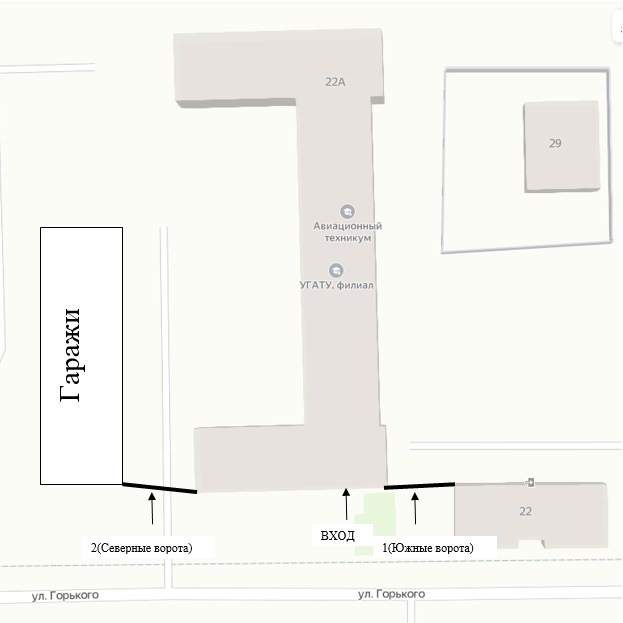 22А
29
Авиационный
техникум
УГАТУ, филиал
Гаражи
22
ВХОД
2(Северные ворота)
1(Южные ворота)
ул. Горького
ул. Горького